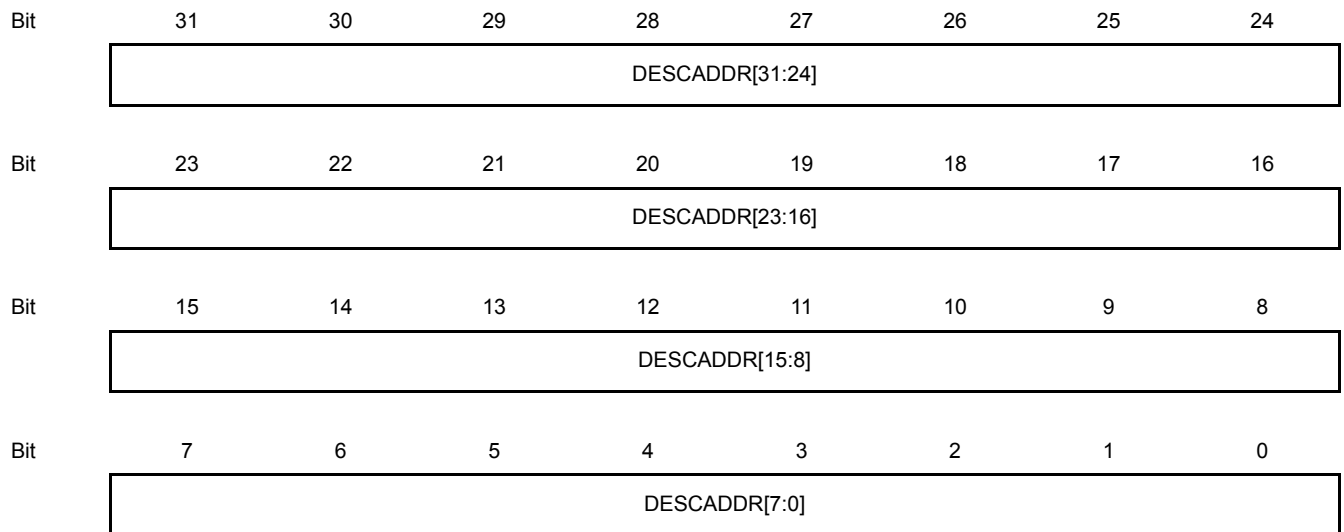 Bit 31 30 29 28 27 26 25 24
DESCADDR[31:24]
Bit 23 22 21 20 19 18 17 16
DESCADDR[23:16]
Bit 15 14 13 12 11 10 9 8
DESCADDR[15:8]
Bit 7 6 5 4 3 2 1 0
DESCADDR[7:0]